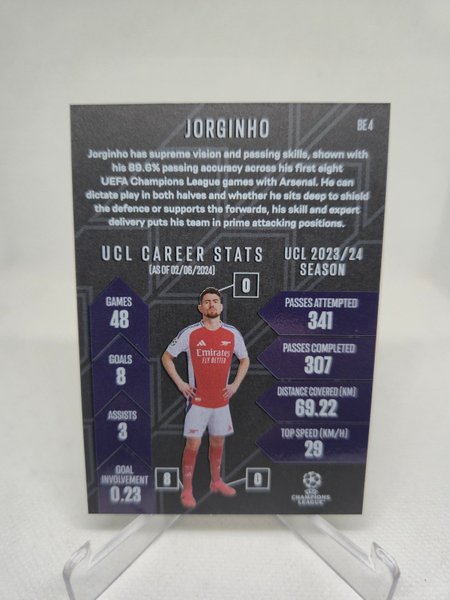 JORGINHO
BE 4
Jorginho has supreme vision and passing skills, shown with
his 89.6% passing accuracy across his first eight
UEFA Champions League games with Arsenal. He can
dictate play in both halves and whether he sits deep to shield
the defence or supports the forwards, his skill and expert
delivery puts his team in prime attacking positions.
UCL CAREER STATS
(AS OF 02/06/2024)
GAMES
48
GOALS
8
ASSISTS
3
GOAL
INVOLVEMENT
0.23
0
8
0
Emirates
FLY BETTER
UCL 2023/24
SEASON
PASSES ATTEMPTED
341
PASSES COMPLETED
307
DISTANCE COVERED (KM)
69.22
TOP SPEED (KM/H)
29
UEFA
CHAMPIONS
LEAGUE